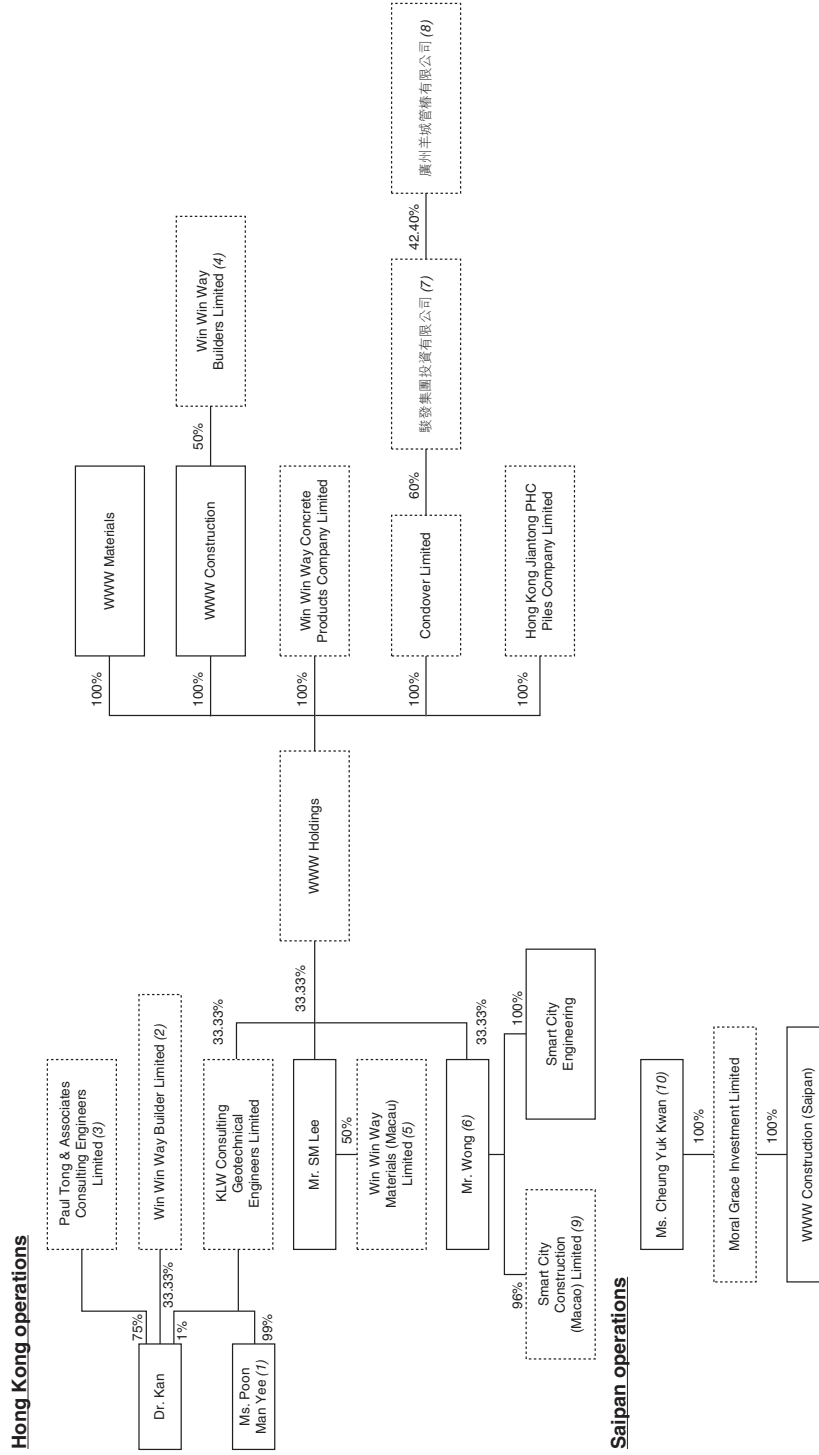 Hong Kong operations
Paul Tong & Associates
Consulting Engineers
Limited (3)
75%
Dr. Kan
33.33%
Win Win Way Builder Limited (2)
1%
KLW Consulting
Geotechnical
Engineers Limited
33.33%
Ms. Poon
Man Yee (1)
99%
Mr. SM Lee
33.33%
50%
Win Win Way
Materials (Macau)
Limited (5)
Mr. Wong (6)
33.33%
96%
Smart City
Construction
(Macao) Limited (9)
100%
Smart City
Engineering
WWW Holdings
100%
WWW Materials
100%
WWW Construction
50%
Win Win Way
Builders Limited (4)
100%
Win Win Way Concrete
Products Company Limited
100%
Condover Limited
60%
駿發集團投資有限公司 (7)
42.40%
廣州羊城管樁有限公司 (8)
100%
Hong Kong Jiantong PHC
Piles Company Limited
Saipan operations
Ms. Cheung Yuk Kwan (10)
100%
Moral Grace Investment Limited
100%
WWW Construction (Saipan)